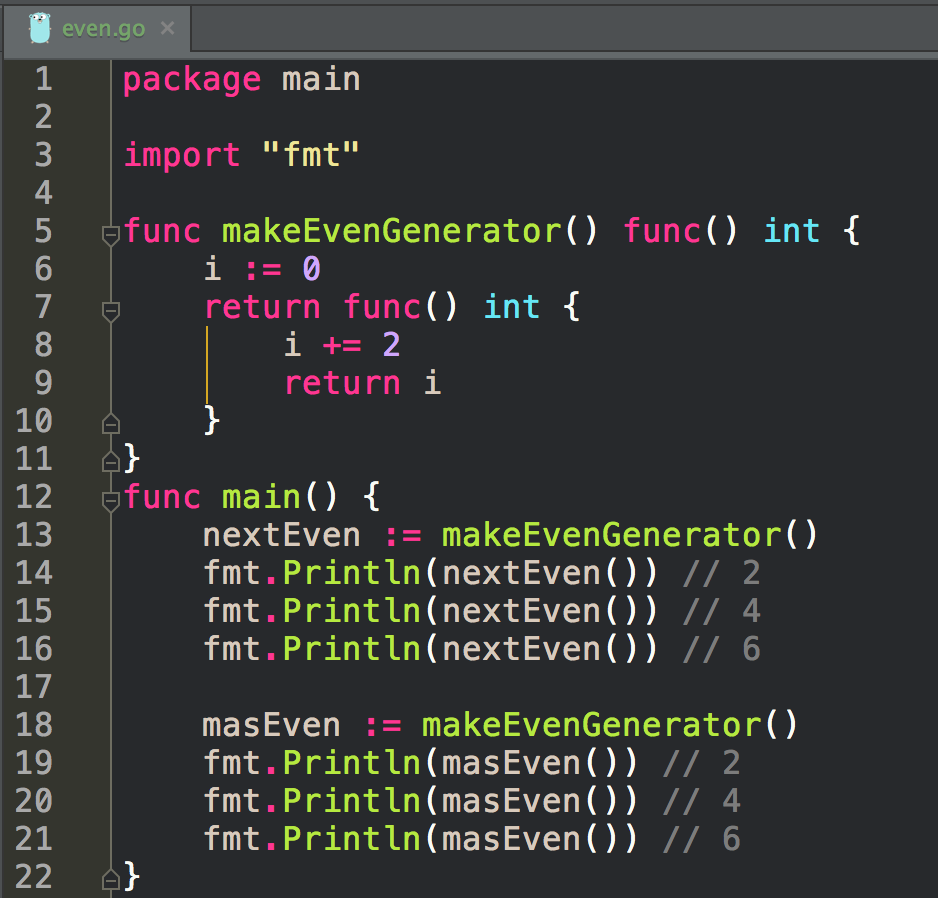 even.go ×
1 package main
2
3 import "fmt"
4
5 func makeEvenGenerator() func() int {
6     i := 0
7     return func() int {
8         i += 2
9         return i
10     }
11 }
12 func main() {
13     nextEven := makeEvenGenerator()
14     fmt.Println(nextEven()) // 2
15     fmt.Println(nextEven()) // 4
16     fmt.Println(nextEven()) // 6
17
18     masEven := makeEvenGenerator()
19     fmt.Println(masEven()) // 2
20     fmt.Println(masEven()) // 4
21     fmt.Println(masEven()) // 6
22 }